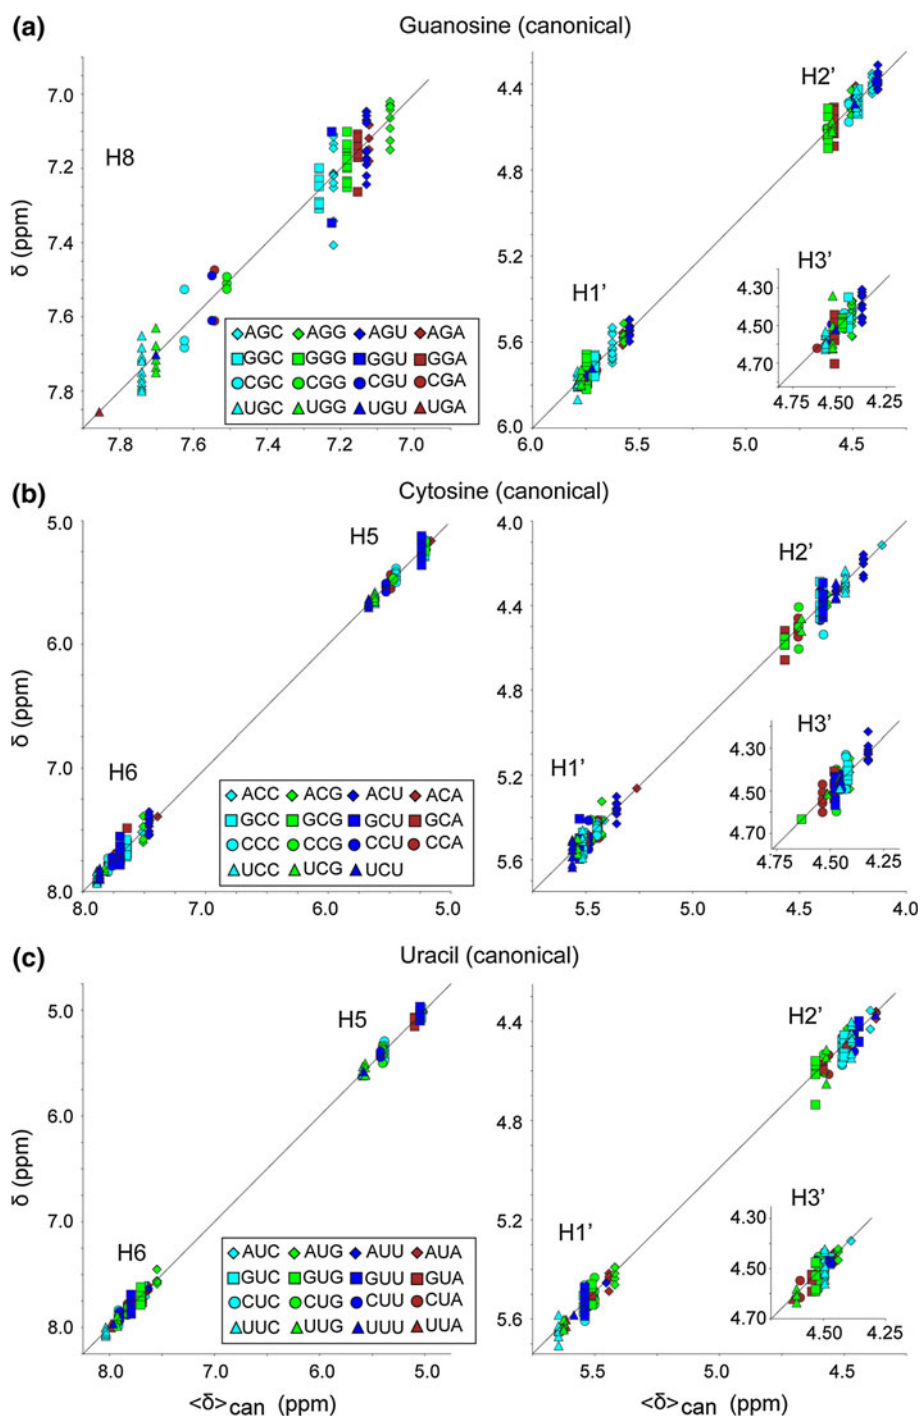 (a) Guanosine (canonical)
δ (ppm)
7.0
7.2
7.4
7.6
7.8
H8
AGC AGG AGU AGA
GGC GGG GGU GGA
CGC CGG CGU CGA
UGC UGG UGU UGA
7.8 7.6 7.4 7.2 7.0
4.4
4.8
5.2
5.6
6.0
H2'
H1'
H3'
4.30
4.50
4.70
4.75 4.50 4.25
6.0 5.5 5.0 4.5
(b) Cytosine (canonical)
δ (ppm)
5.0
6.0
7.0
8.0
H5
H6
ACC ACG ACU ACA
GCC GCG GCU GCA
CCC CCG CCU CCA
UCC UCG UCU
8.0 7.0 6.0 5.0
4.0
4.4
4.8
5.2
5.6
H2'
H1'
H3'
4.30
4.50
4.70
4.75 4.50 4.25
5.5 5.0 4.5 4.0
(c) Uracil (canonical)
δ (ppm)
5.0
6.0
7.0
8.0
H5
H6
AUC AUG AUU AUA
GUC GUG GUU GUA
CUC CUG CUU CUA
UUC UUG UUU UUA
8.0 7.0 6.0 5.0
<δ>can (ppm)
4.4
4.8
5.2
5.6
H2'
H1'
H3'
4.30
4.50
4.70
4.50 4.25
5.5 5.0 4.5
<δ>can (ppm)